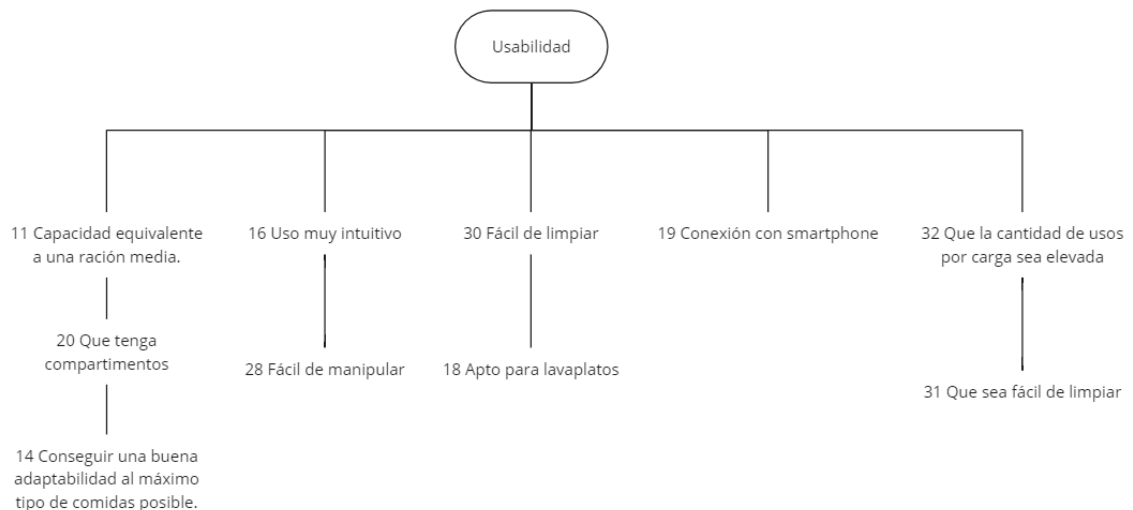 Usabilidad
11 Capacidad equivalente
a una ración media.
16 Uso muy intuitivo
30 Fácil de limpiar
19 Conexión con smartphone
32 Que la cantidad de usos
por carga sea elevada
20 Que tenga
compartimentos
28 Fácil de manipular
18 Apto para lavaplatos
31 Que sea fácil de limpiar
14 Conseguir una buena
adaptabilidad al máximo
tipo de comidas posible.